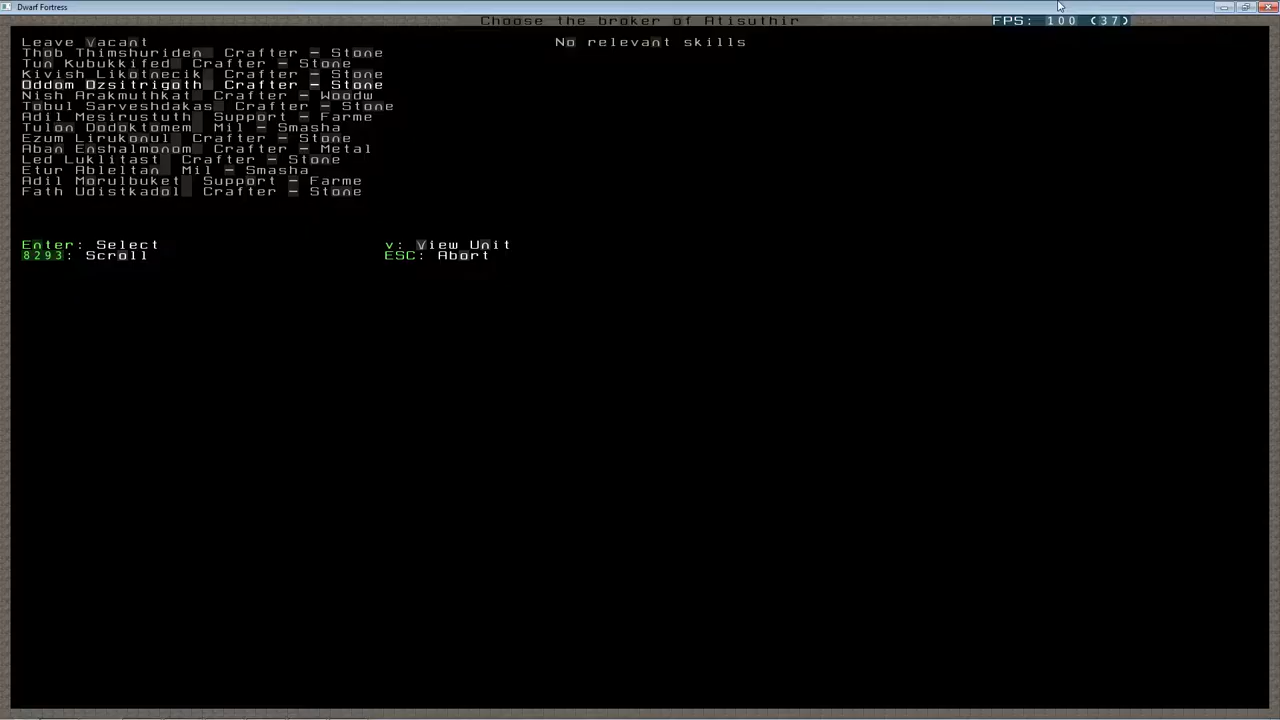 Dwarf Fortress
Choose the broker of Atisuthir
FPS: 100 (37)
Leave Vacant
No relevant skills
Thob Thimshuriden Crafter - Stone
Tun Kubukkifed Crafter - Stone
Kivish Likotnecik Crafter - Stone
Oddom Ozsitrigoth Crafter - Stone
Nish Arakmuthkat Crafter - Woodw
Tobul Sarveshdakas Crafter - Stone
Adil Mesirustuth Support - Farme
Tulon Dodoktomem Mil - Smasha
Ezum Lirukonul Crafter - Stone
Aban Enshalmonom Crafter - Metal
Led Luklitast Crafter - Stone
Etur Ableltan Mil - Smasha
Adil Morulbuket Support - Farme
Fath Udistkadol Crafter - Stone
Enter: Select
v: View Unit
8293: Scroll
ESC: Abort